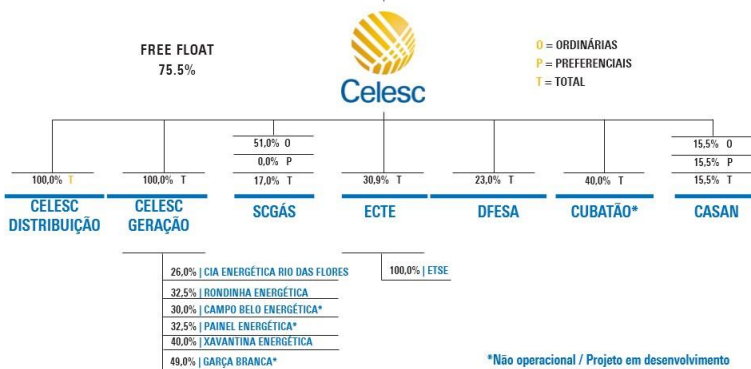 FREE FLOAT
75.5%
Celesc
O = ORDINÁRIAS
P = PREFERENCIAIS
T = TOTAL
100,0% T
CELESC
DISTRIBUIÇÃO
100,0% T
CELESC
GERAÇÃO
51,0% O
0,0% P
17,0% T
SCGÁS
30,9% T
ECTE
23,0% T
DFESA
40,0% T
CUBATÃO*
15,5% O
15,5% P
15,5% T
CASAN
26,0% | CIA ENERGÉTICA RIO DAS FLORES
32,5% | RONDINHA ENERGÉTICA
30,0% | CAMPO BELO ENERGÉTICA*
32,5% | PAINEL ENERGÉTICA*
40,0% | XAVANTINA ENERGÉTICA
49,0% | GARÇA BRANCA*
100,0% | ETSE
*Não operacional / Projeto em desenvolvimento